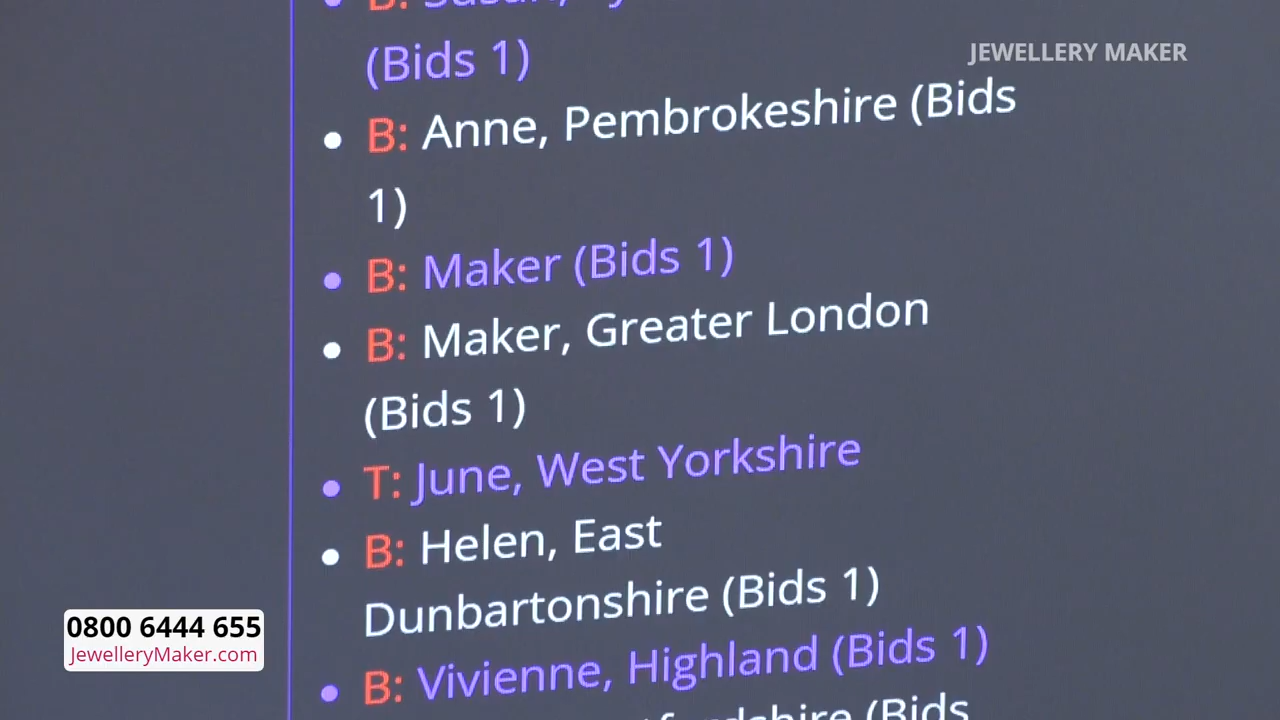 (Bids 1)
JEWELLERY MAKER
B: Anne, Pembrokeshire (Bids
1)
B: Maker (Bids 1)
B: Maker, Greater London
(Bids 1)
T: June, West Yorkshire
B: Helen, East
Dunbartonshire (Bids 1)
B: Vivienne, Highland (Bids 1)
(Bids
0800 6444 655
JewelleryMaker.com